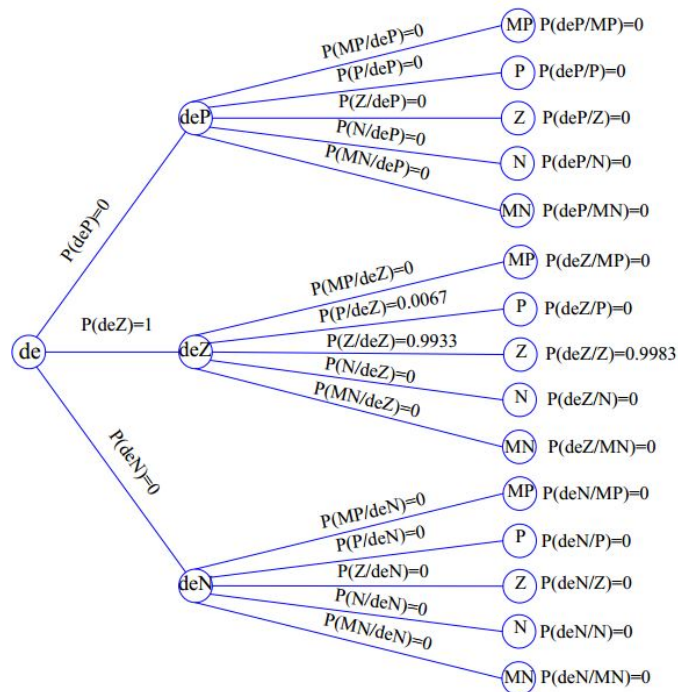 MP P(deP/MP)=0
P(MP/deP)=0
P(P/deP)=0
P P(deP/P)=0
P(Z/deP)=0
deP
Z P(deP/Z)=0
P(N/deP)=0
N P(deP/N)=0
P(MN/deP)=0
MN P(deP/MN)=0
P(deP)=0
MP P(deZ/MP)=0
P(MP/deZ)=0
P(P/deZ)=0.0067
P P(deZ/P)=0
P(deZ)=1
P(Z/deZ)=0.9933
de
deZ
Z P(deZ/Z)=0.9983
P(N/deZ)=0
N P(deZ/N)=0
P(MN/deZ)=0
MN P(deZ/MN)=0
P(deN)=0
MP P(deN/MP)=0
P(MP/deN)=0
P(P/deN)=0
P P(deN/P)=0
P(Z/deN)=0
deN
Z P(deN/Z)=0
P(N/deN)=0
N P(deN/N)=0
P(MN/deN)=0
MN P(deN/MN)=0